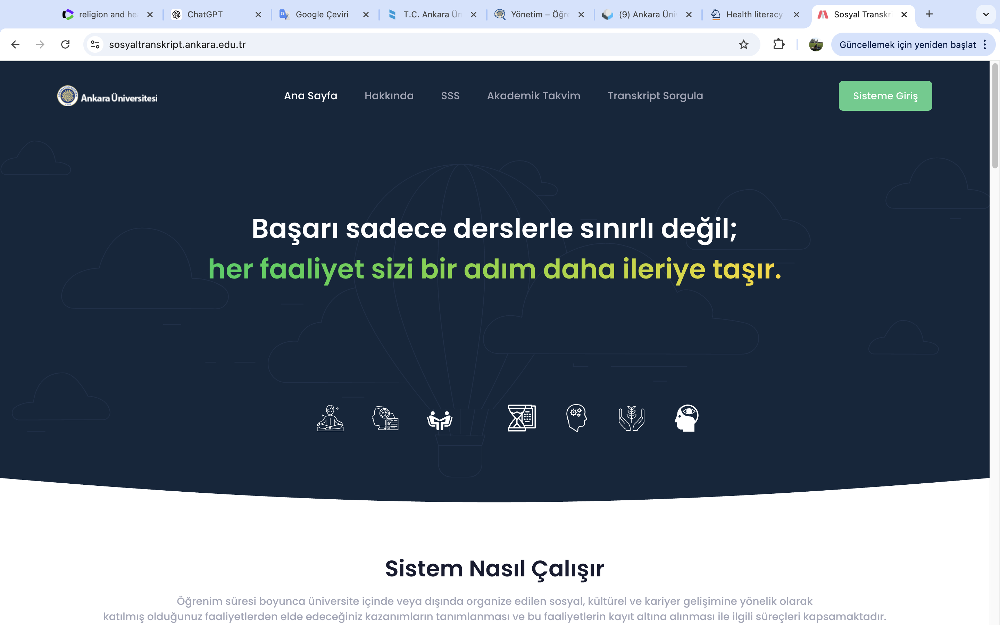 religion and he
ChatGPT
Google Çeviri
T.C. Ankara Ün
Yönetim – Öğre
(9) Ankara Üniv
Health literacy
Sosyal Transkri
sosyaltranskript.ankara.edu.tr
Güncellemek için yeniden başlat
Ankara Üniversitesi
Ana Sayfa
Hakkında
SSS
Akademik Takvim
Transkript Sorgula
Sisteme Giriş
Başarı sadece derslerle sınırlı değil;
her faaliyet sizi bir adım daha ileriye taşır.
Sistem Nasıl Çalışır
Öğrenim süresi boyunca üniversite içinde veya dışında organize edilen sosyal, kültürel ve kariyer gelişimine yönelik olarak
katılmış olduğunuz faaliyetlerden elde edeceğiniz kazanımların tanımlanması ve bu faaliyetlerin kayıt altına alınması ile ilgili süreçleri kapsamaktadır.